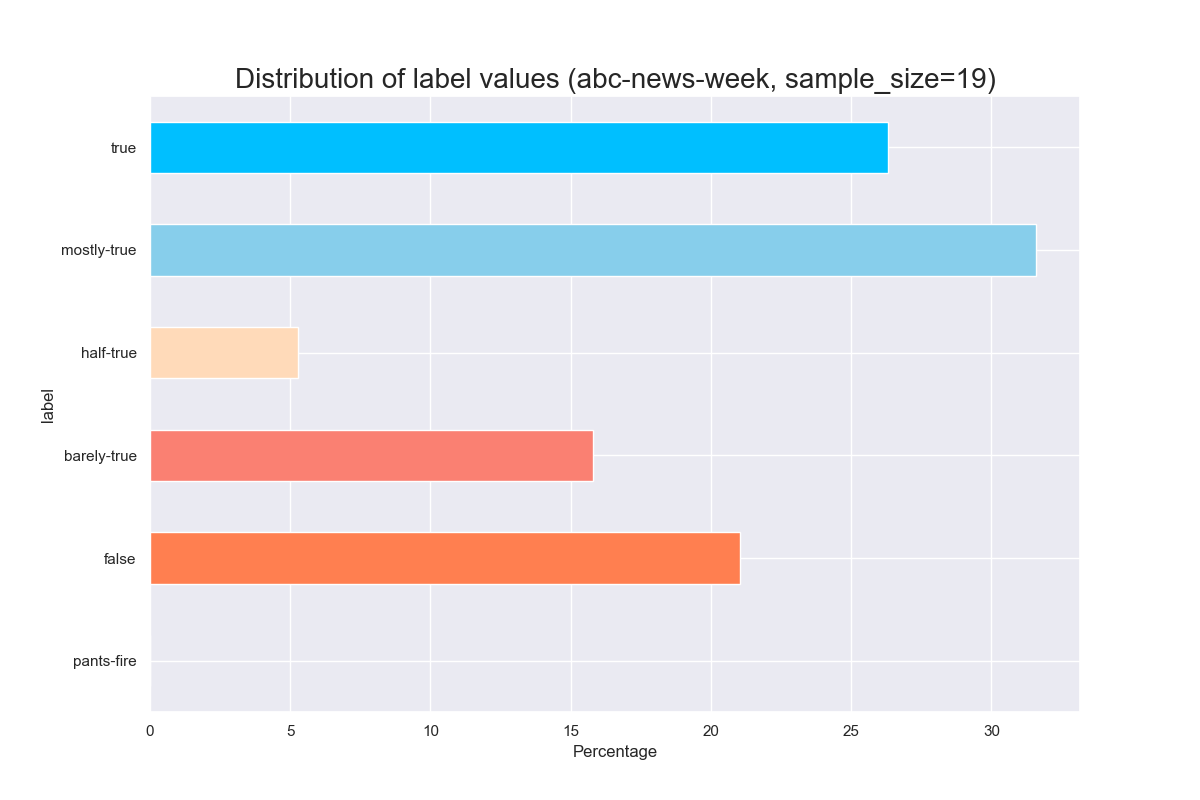 Distribution of label values (abc-news-week, sample_size=19)
true
mostly-true
half-true
barely-true
false
pants-fire
label
0 5 10 15 20 25 30
Percentage